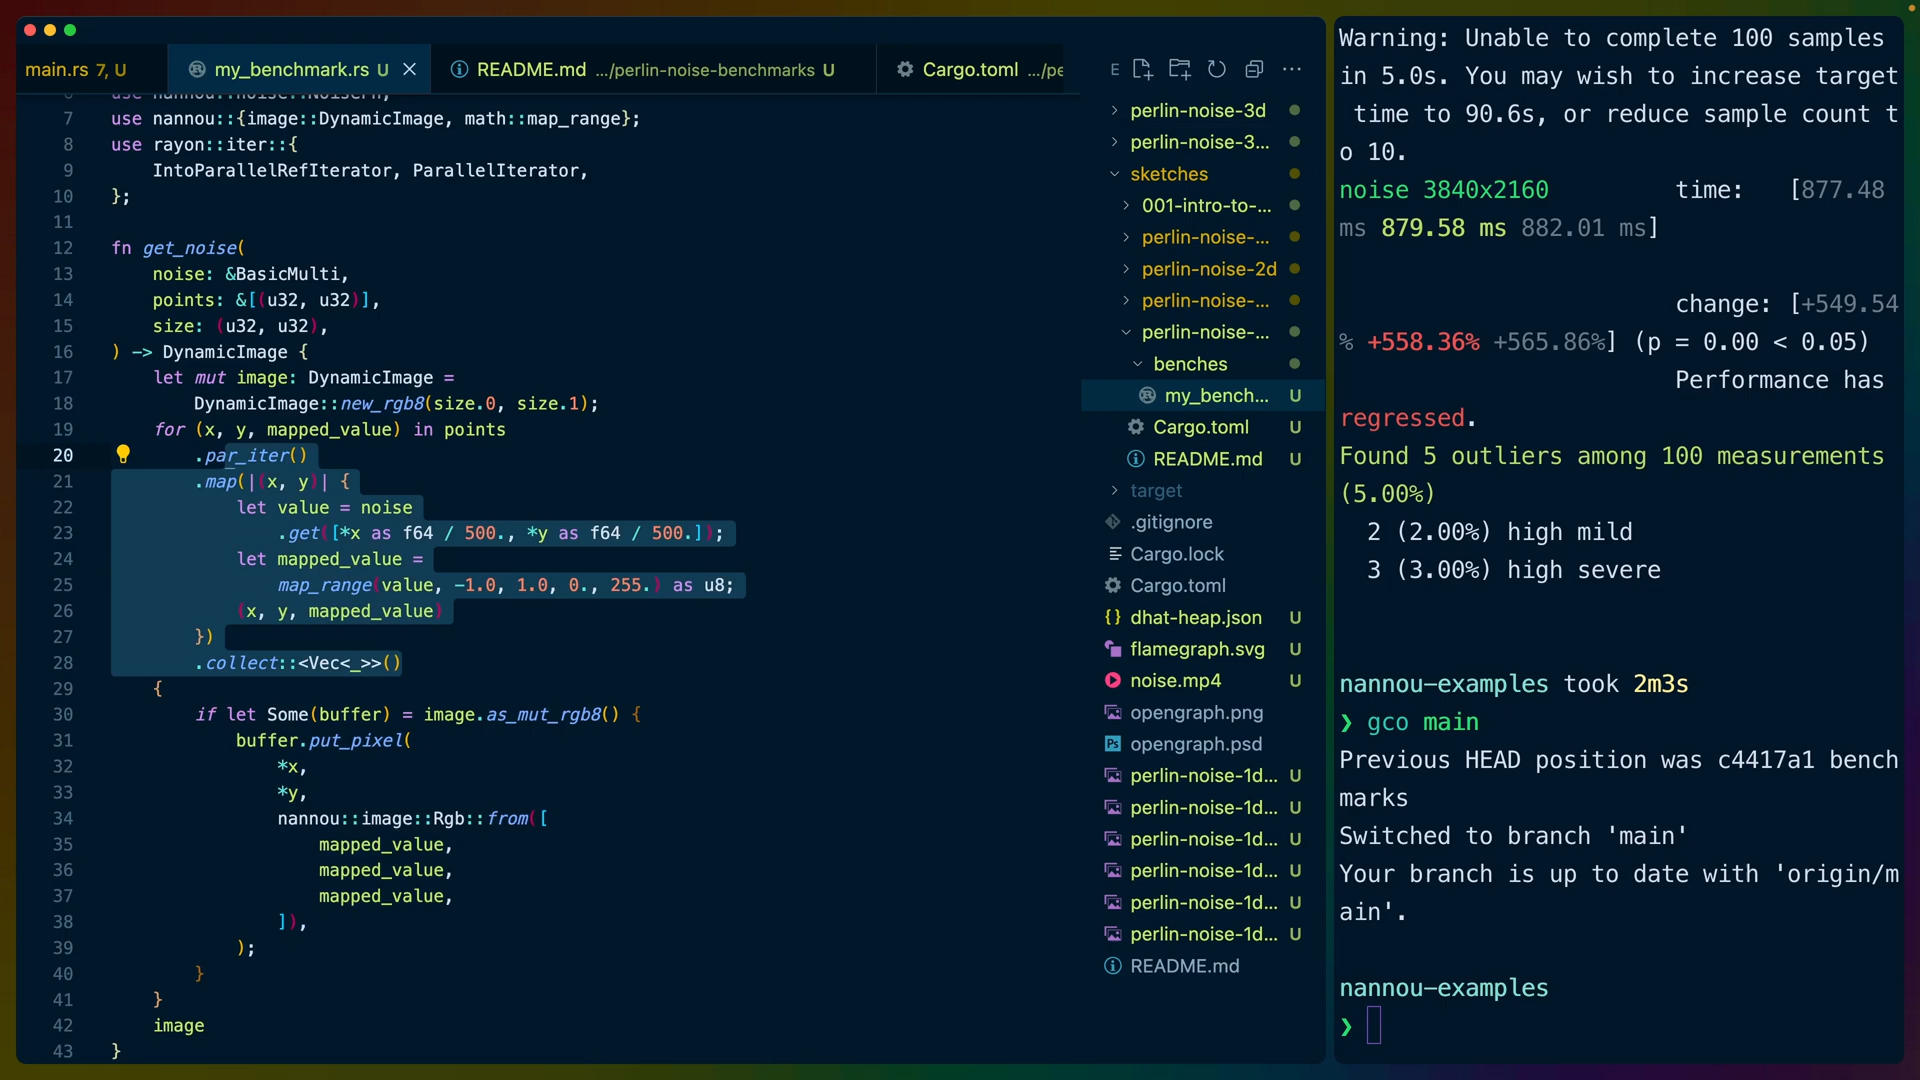 main.rs 7, U
my_benchmark.rs U
README.md .../perlin-noise-benchmarks U
Cargo.toml .../pe
7 use nannou::{image::DynamicImage, math::map_range};
8 use rayon::iter::{
9 IntoParallelRefIterator, ParallelIterator,
10 };
11
12 fn get_noise(
13 noise: &BasicMulti,
14 points: &[(u32, u32)],
15 size: (u32, u32),
16 ) -> DynamicImage {
17 let mut image: DynamicImage =
18 DynamicImage::new_rgb8(size.0, size.1);
19 for (x, y, mapped_value) in points
20 .par_iter()
21 .map(|(x, y)| {
22 let value = noise
23 .get([*x as f64 / 500., *y as f64 / 500.]);
24 let mapped_value =
25 map_range(value, -1.0, 1.0, 0., 255.) as u8;
26 (x, y, mapped_value)
27 })
28 .collect::<Vec<_>>()
29 {
30 if let Some(buffer) = image.as_mut_rgb8() {
31 buffer.put_pixel(
32 *x,
33 *y,
34 nannou::image::Rgb::from([
35 mapped_value,
36 mapped_value,
37 mapped_value,
38 ]),
39 );
40 }
41 }
42 image
43 }
E
perlin-noise-3d
perlin-noise-3...
sketches
001-intro-to-...
perlin-noise-...
perlin-noise-2d
perlin-noise-...
perlin-noise-...
benches
my_bench... U
Cargo.toml U
README.md U
target
.gitignore
Cargo.lock
Cargo.toml
dhat-heap.json U
flamegraph.svg U
noise.mp4 U
opengraph.png
opengraph.psd
perlin-noise-1d... U
perlin-noise-1d... U
perlin-noise-1d... U
perlin-noise-1d... U
perlin-noise-1d... U
perlin-noise-1d... U
README.md
Warning: Unable to complete 100 samples
in 5.0s. You may wish to increase target
time to 90.6s, or reduce sample count t
o 10.
noise 3840x2160 time: [877.48
ms 879.58 ms 882.01 ms]
change: [+549.54
% +558.36% +565.86%] (p = 0.00 < 0.05)
Performance has
regressed.
Found 5 outliers among 100 measurements
(5.00%)
2 (2.00%) high mild
3 (3.00%) high severe
nannou-examples took 2m3s
❯ gco main
Previous HEAD position was c4417a1 bench
marks
Switched to branch 'main'
Your branch is up to date with 'origin/m
ain'.
nannou-examples
❯